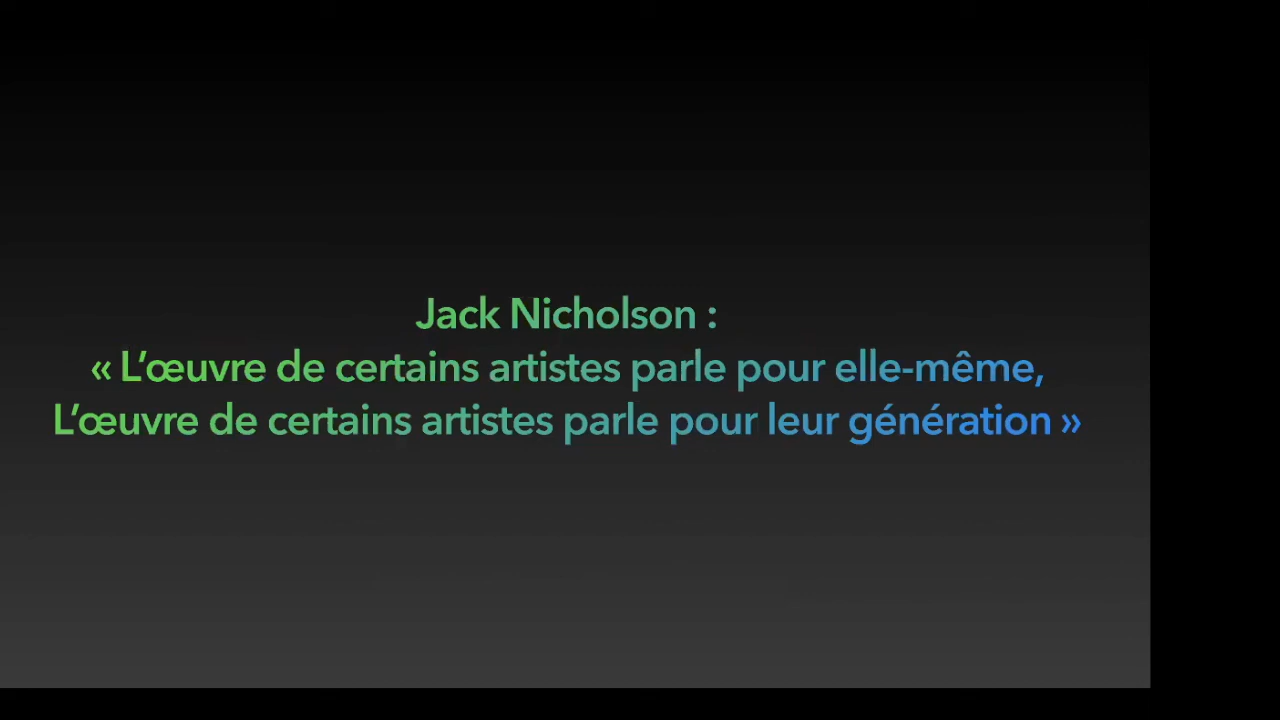 Jack Nicholson :
« L’œuvre de certains artistes parle pour elle-même,
L’œuvre de certains artistes parle pour leur génération »